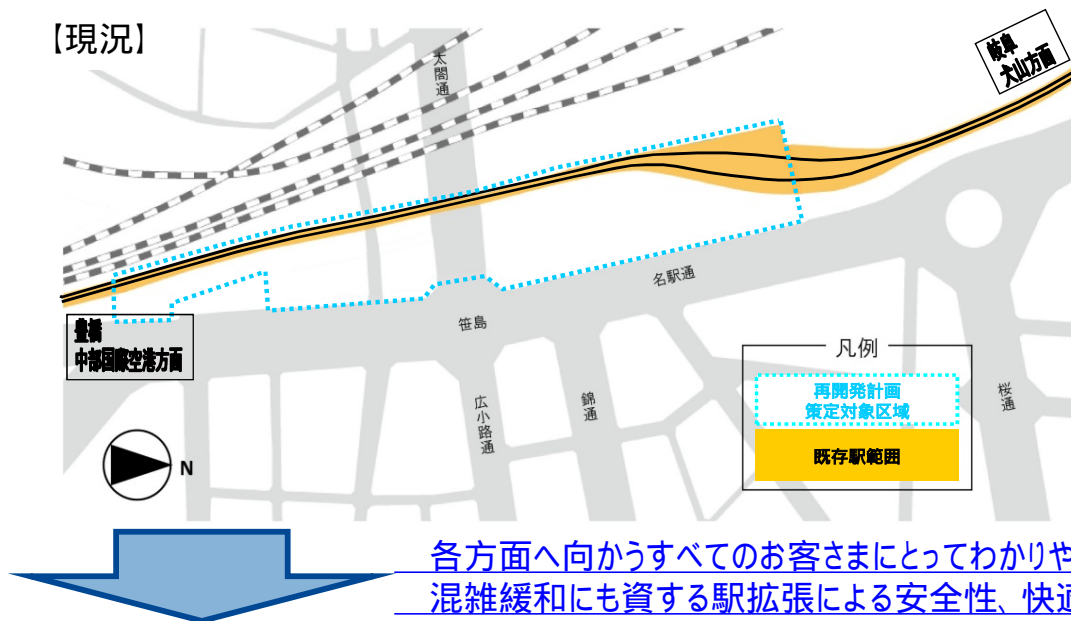 【現況】
岐阜
犬山方面
太閤通
名駅通
笹島
豊橋
中部国際空港方面
広小路通
錦通
桜通
凡例
再開発計画
策定対象区域
既存駅範囲
N
各方面へ向かうすべてのお客さまにとってわかりや
混雑緩和にも資する駅拡張による安全性、快適